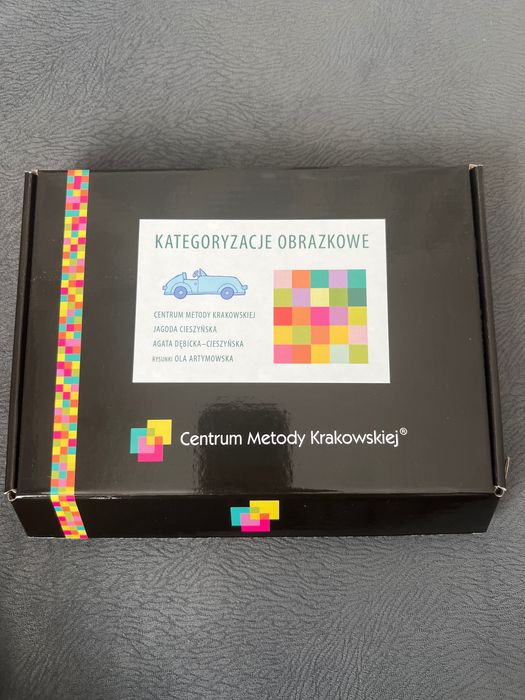 KATEGORYZACJE OBRAZKOWE
CENTRUM METODY KRAKOWSKIEJ
JAGODA CIESZYŃSKA
AGATA DĘBICKA–CIESZYŃSKA
RYSUNKI OLA ARTYMOWSKA
Centrum Metody Krakowskiej®